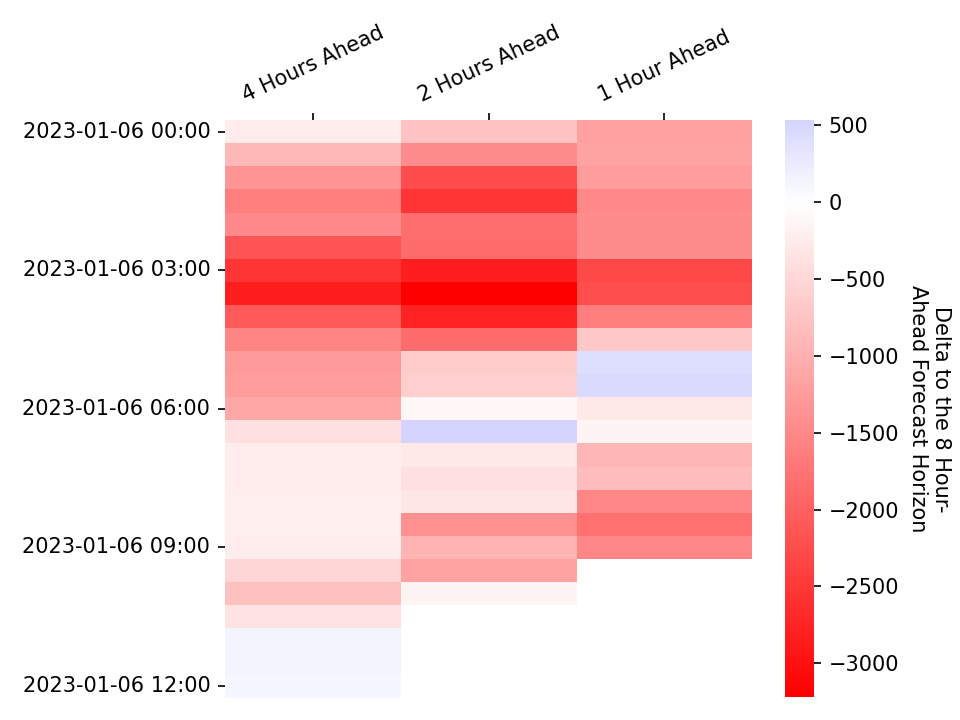 4 Hours Ahead
2 Hours Ahead
1 Hour Ahead
2023-01-06 00:00
2023-01-06 03:00
2023-01-06 06:00
2023-01-06 09:00
2023-01-06 12:00
500
0
−500
−1000
−1500
−2000
−2500
−3000
Delta to the 8 Hour-
Ahead Forecast Horizon